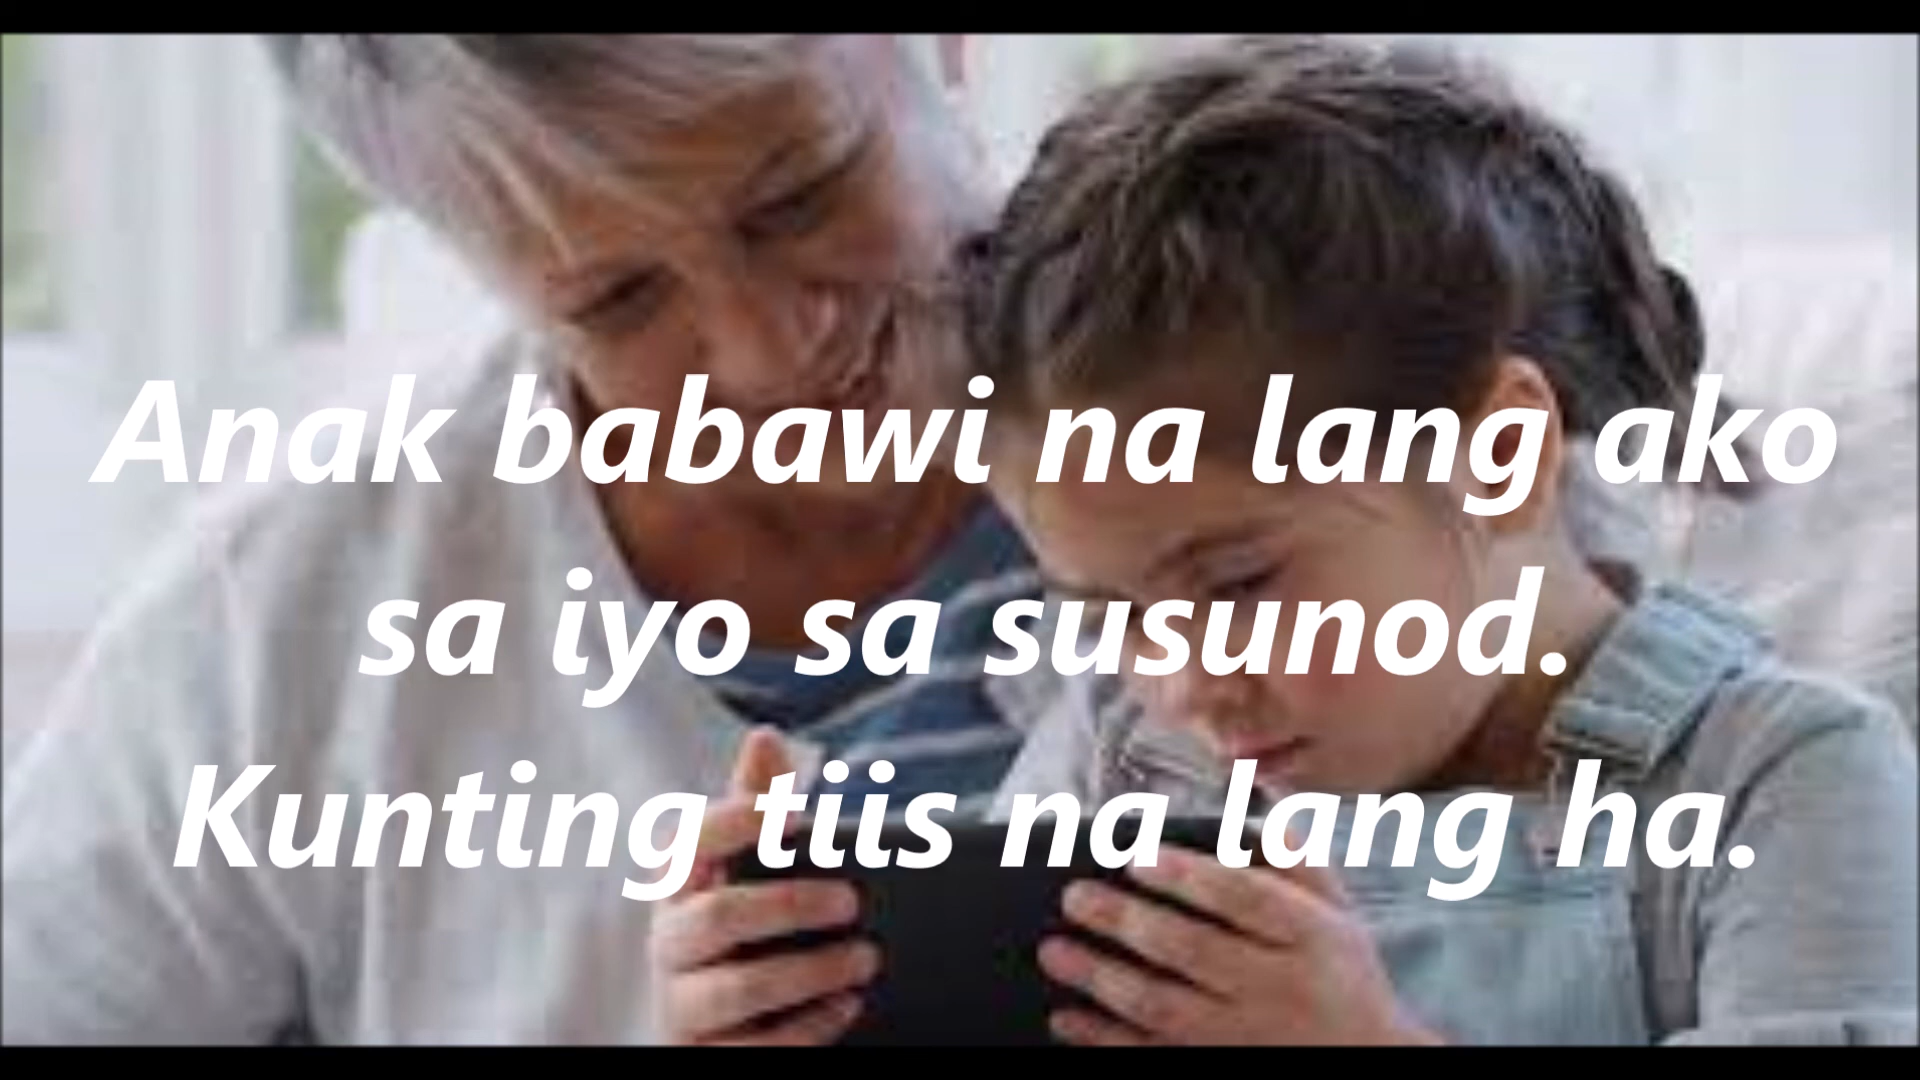 Anak babawi na lang ako
sa iyo sa susunod.
Kunting tiis na lang ha.